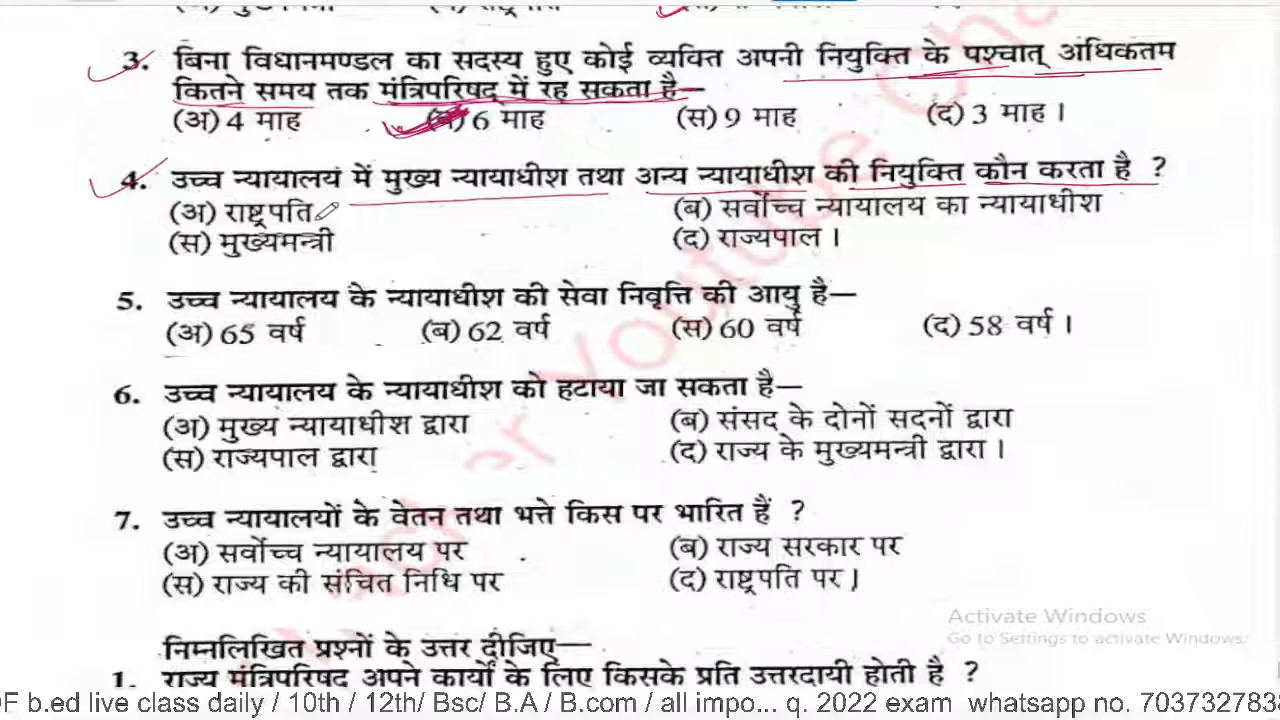 3. बिना विधानमण्डल का सदस्य हुए कोई व्यक्ति अपनी नियुक्ति के पश्चात् अधिकतम
कितने समय तक मंत्रिपरिषद् में रह सकता है—
(अ) 4 माह (ब) 6 माह (स) 9 माह (द) 3 माह ।
4. उच्च न्यायालय में मुख्य न्यायाधीश तथा अन्य न्यायाधीश की नियुक्ति कौन करता है ?
(अ) राष्ट्रपति (ब) सर्वोच्च न्यायालय का न्यायाधीश
(स) मुख्यमन्त्री (द) राज्यपाल ।
5. उच्च न्यायालय के न्यायाधीश की सेवा निवृत्ति की आयु है—
(अ) 65 वर्ष (ब) 62 वर्ष (स) 60 वर्ष (द) 58 वर्ष ।
6. उच्च न्यायालय के न्यायाधीश को हटाया जा सकता है—
(अ) मुख्य न्यायाधीश द्वारा (ब) संसद के दोनों सदनों द्वारा
(स) राज्यपाल द्वारा (द) राज्य के मुख्यमन्त्री द्वारा ।
7. उच्च न्यायालयों के वेतन तथा भत्ते किस पर भारित हैं ?
(अ) सर्वोच्च न्यायालय पर (ब) राज्य सरकार पर
(स) राज्य की संचित निधि पर (द) राष्ट्रपति पर ।
निम्नलिखित प्रश्नों के उत्तर दीजिए—
1. राज्य मंत्रिपरिषद अपने कार्यों के लिए किसके प्रति उत्तरदायी होती है ?
Activate Windows
Go to Settings to activate Windows.
F b.ed live class daily / 10th / 12th/ Bsc/ B.A / B.com / all impo... q. 2022 exam whatsapp no. 703732783